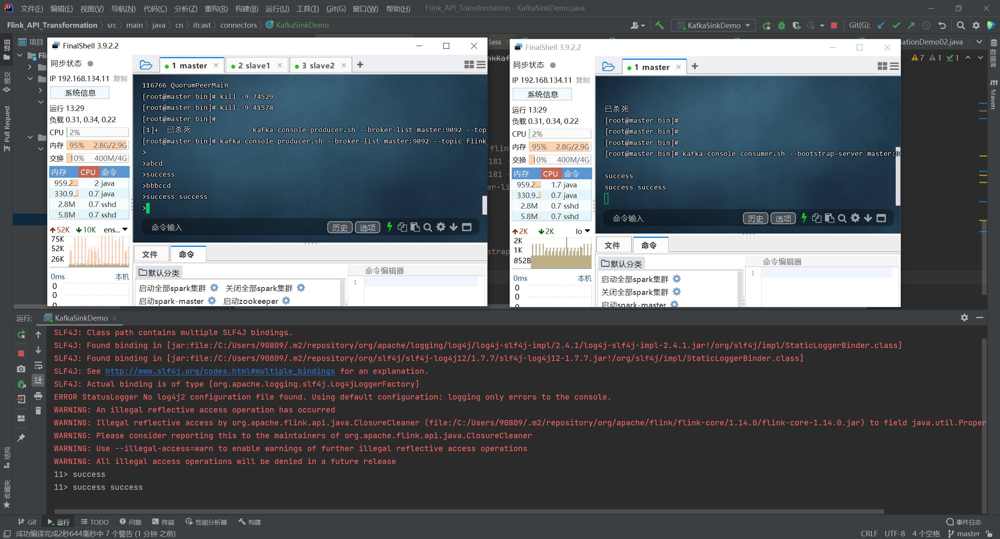 文件(F) 编辑(E) 视图(V) 导航(N) 代码(C) 分析(Z) 重构(R) 构建(B) 运行(U) 工具(T) Git(G) 窗口(W) 帮助(H) Flink_API_Transformation - KafkaSinkDemo.java
Flink_API_Transformation src main java cn itcast connectors KafkaSinkDemo
KafkaSinkDemo Git(G):
项目
提交
Pull Request
结构
收藏夹
项目
Fli
class
ationDemo02.java
7 1 1
数据库
Maven
FinalShell 3.9.2.2
同步状态
IP 192.168.134.11 复制
系统信息
运行 13:29
负载 0.31, 0.34, 0.22
CPU 2%
内存 95% 2.8G/2.9G
交换 10% 400M/4G
内存 CPU 命令
959.2... 2 java
330.9... 0.7 java
2.8M 0.7 sshd
5.8M 0.7 sshd
52K 10K ens...
75K
52K
26K
0ms 本机
0
0
0
1 master 2 slave1 3 slave2
116766 QuorumPeerMain
[root@master bin]# kill -9 74529
[root@master bin]# kill -9 41578
[root@master bin]#
[1]+ 已杀死 kafka-console-producer.sh --broker-list master:9092 --topi
[root@master bin]# kafka-console-producer.sh --broker-list master:9092 --topic flink_
>
>abcd
>success
>bbbccd
>success success
>
命令输入 历史 选项
文件 命令
默认分类 命令编辑器
1
启动全部spark集群 关闭全部spark集群
启动spark-master 启动zookeeper
nkKaf
flink
181 -
181 -
er-li
strap
FinalShell 3.9.2.2
同步状态
IP 192.168.134.11 复制
系统信息
运行 13:29
负载 0.31, 0.34, 0.22
CPU 2%
内存 95% 2.8G/2.9G
交换 10% 400M/4G
内存 CPU 命令
959.2... 1.7 java
330.9... 0.7 java
2.8M 0.7 sshd
5.8M 0.7 sshd
2K 2K lo
2K
1K
852B
0ms 本机
0
0
0
1 master
已杀死
[root@master bin]#
[root@master bin]#
[root@master bin]#
[root@master bin]# kafka-console-consumer.sh --bootstrap-server master:90
success
success success
命令输入 历史 选项
文件 命令
默认分类 命令编辑器
1
启动全部spark集群
关闭全部spark集群
启动spark-master
运行: KafkaSinkDemo
SLF4J: Class path contains multiple SLF4J bindings.
SLF4J: Found binding in [jar:file:/C:/Users/90809/.m2/repository/org/apache/logging/log4j/log4j-slf4j-impl/2.4.1/log4j-slf4j-impl-2.4.1.jar!/org/slf4j/impl/StaticLoggerBinder.class]
SLF4J: Found binding in [jar:file:/C:/Users/90809/.m2/repository/org/slf4j/slf4j-log4j12/1.7.7/slf4j-log4j12-1.7.7.jar!/org/slf4j/impl/StaticLoggerBinder.class]
SLF4J: See http://www.slf4j.org/codes.html#multiple_bindings for an explanation.
SLF4J: Actual binding is of type [org.apache.logging.slf4j.Log4jLoggerFactory]
ERROR StatusLogger No log4j2 configuration file found. Using default configuration: logging only errors to the console.
WARNING: An illegal reflective access operation has occurred
WARNING: Illegal reflective access by org.apache.flink.api.java.ClosureCleaner (file:/C:/Users/90809/.m2/repository/org/apache/flink/flink-core/1.14.0/flink-core-1.14.0.jar) to field java.util.Proper
WARNING: Please consider reporting this to the maintainers of org.apache.flink.api.java.ClosureCleaner
WARNING: Use --illegal-access=warn to enable warnings of further illegal reflective access operations
WARNING: All illegal access operations will be denied in a future release
11> success
11> success success
Git 运行 TODO 问题 终端 性能分析器 构建 事件日志
成功编译完成2秒644毫秒中 7 个警告 (1 分钟 之前) CRLF UTF-8 4 个空格 master